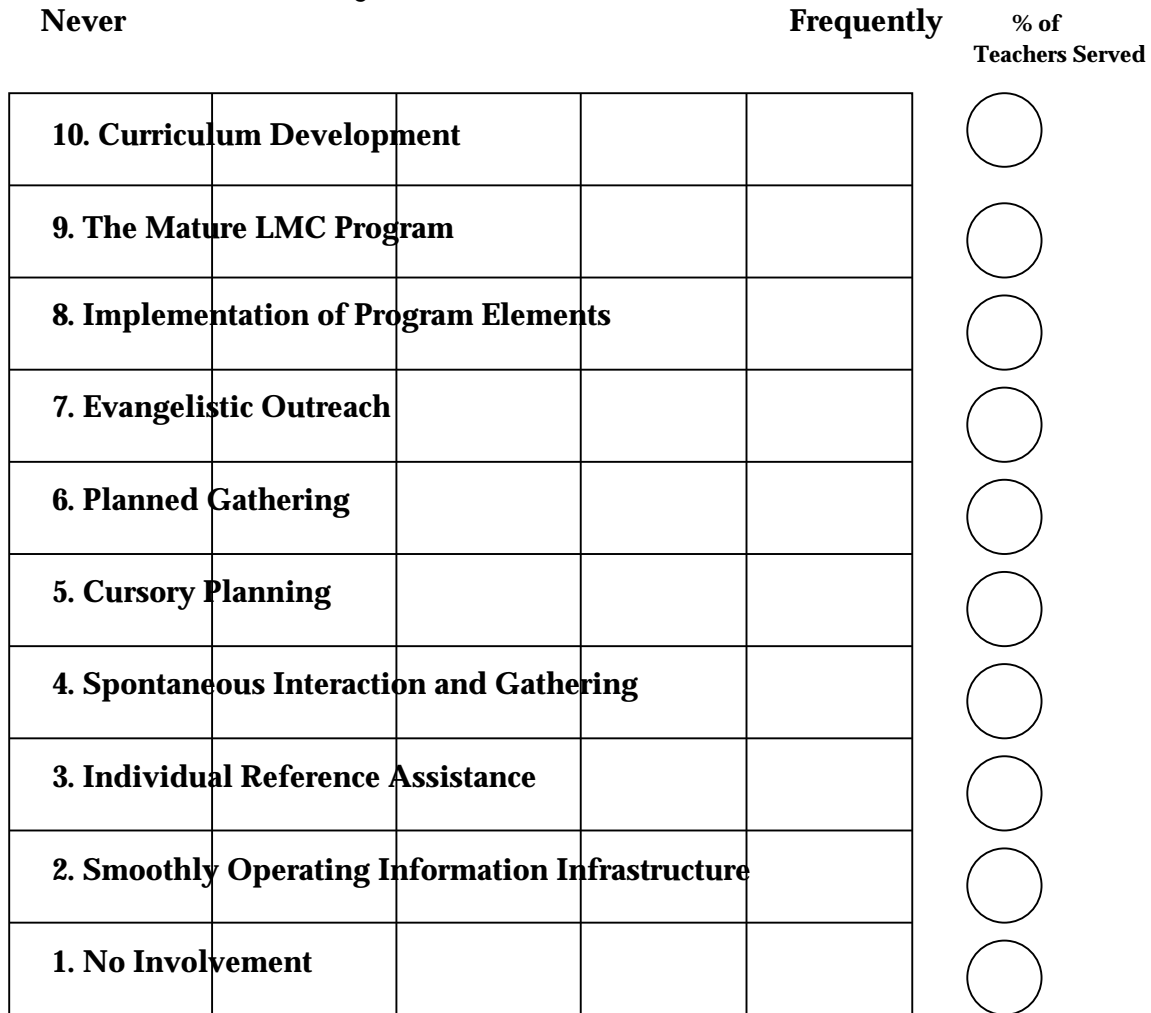 Never Frequently % of
Teachers Served
10. Curriculum Development
9. The Mature LMC Program
8. Implementation of Program Elements
7. Evangelistic Outreach
6. Planned Gathering
5. Cursory Planning
4. Spontaneous Interaction and Gathering
3. Individual Reference Assistance
2. Smoothly Operating Information Infrastructure
1. No Involvement